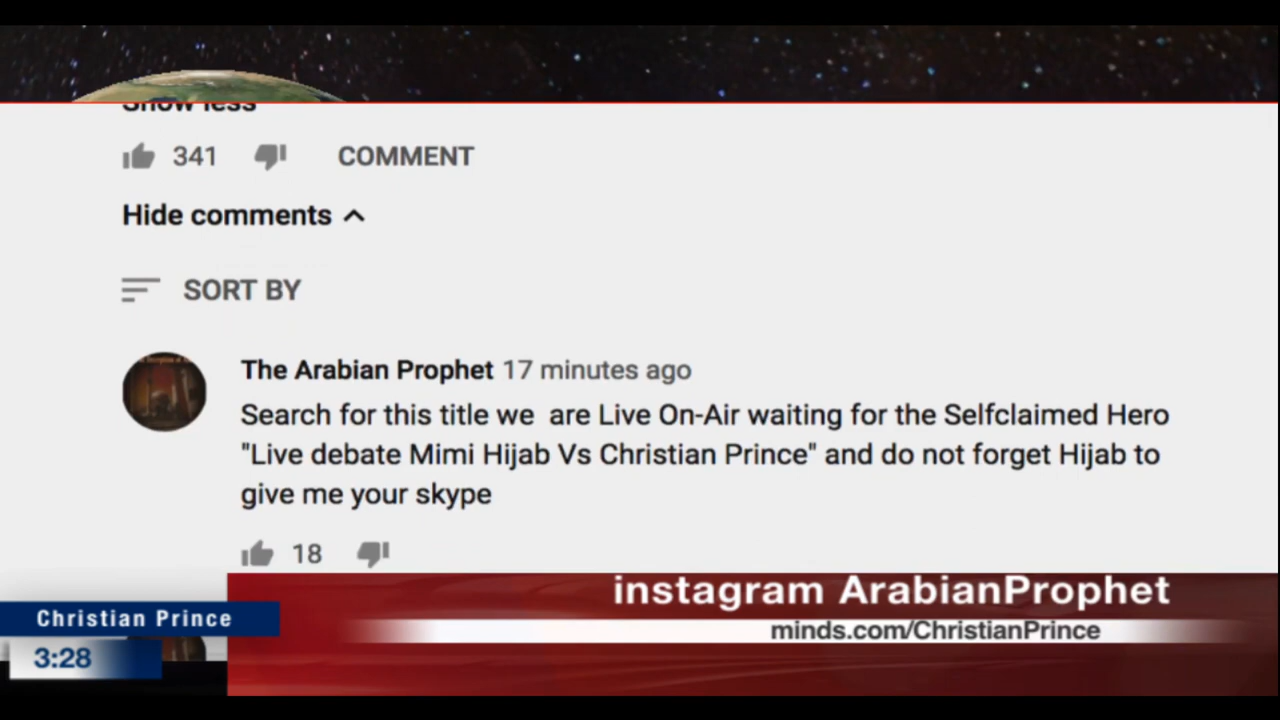 Show less
341 COMMENT
Hide comments
SORT BY
The Arabian Prophet 17 minutes ago
Search for this title we are Live On-Air waiting for the Selfclaimed Hero
"Live debate Mimi Hijab Vs Christian Prince" and do not forget Hijab to
give me your skype
18
instagram ArabianProphet
Christian Prince
minds.com/ChristianPrince
3:28